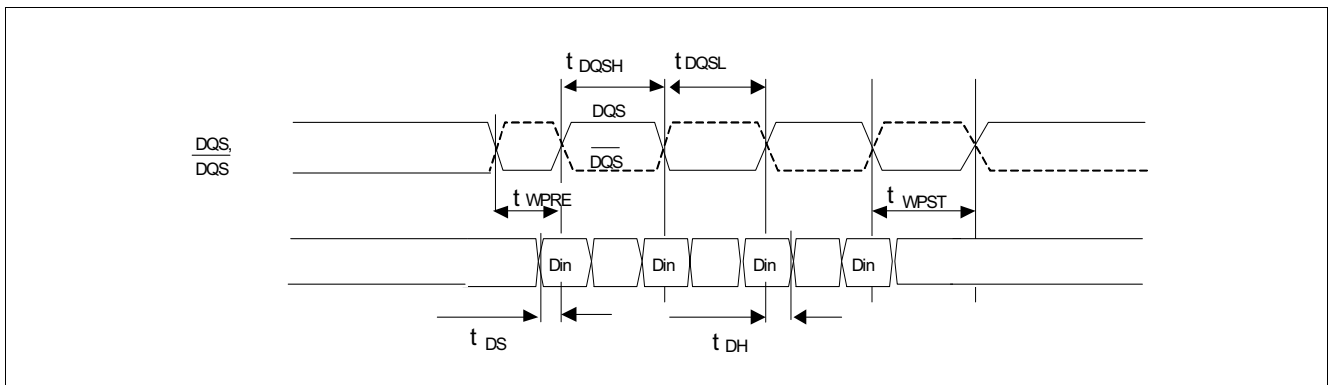 t DQSH
t DQSL
DQS
DQS,
DQS
DQS
t WPRE
t WPST
Din
Din
Din
Din
t DS
t DH